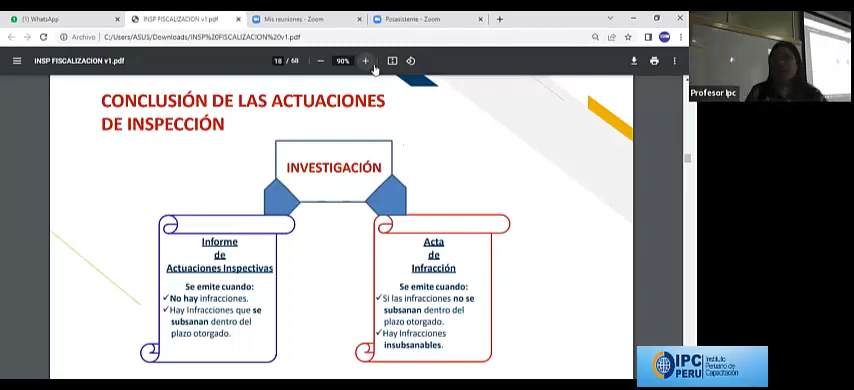 (1) WhatsApp
INSP FISCALIZACION v1.pdf
Mis reuniones - Zoom
Posasistente - Zoom
Archivo
C:/Users/ASUS/Downloads/INSP%20FISCALIZACION%20v1.pdf
INSP FISCALIZACION v1.pdf
18 / 68
90%
CONCLUSIÓN DE LAS ACTUACIONES
DE INSPECCIÓN
INVESTIGACIÓN
Informe
de
Actuaciones Inspectivas
Se emite cuando:
No hay infracciones.
Hay Infracciones que se
subsanan dentro del
plazo otorgado.
Acta
de
Infracción
Se emite cuando:
Si las infracciones no se
subsanan dentro del
plazo otorgado.
Hay Infracciones
insubsanables.
Profesor Ipc
IPC
PERU
Instituto
Peruano de
Capacitación